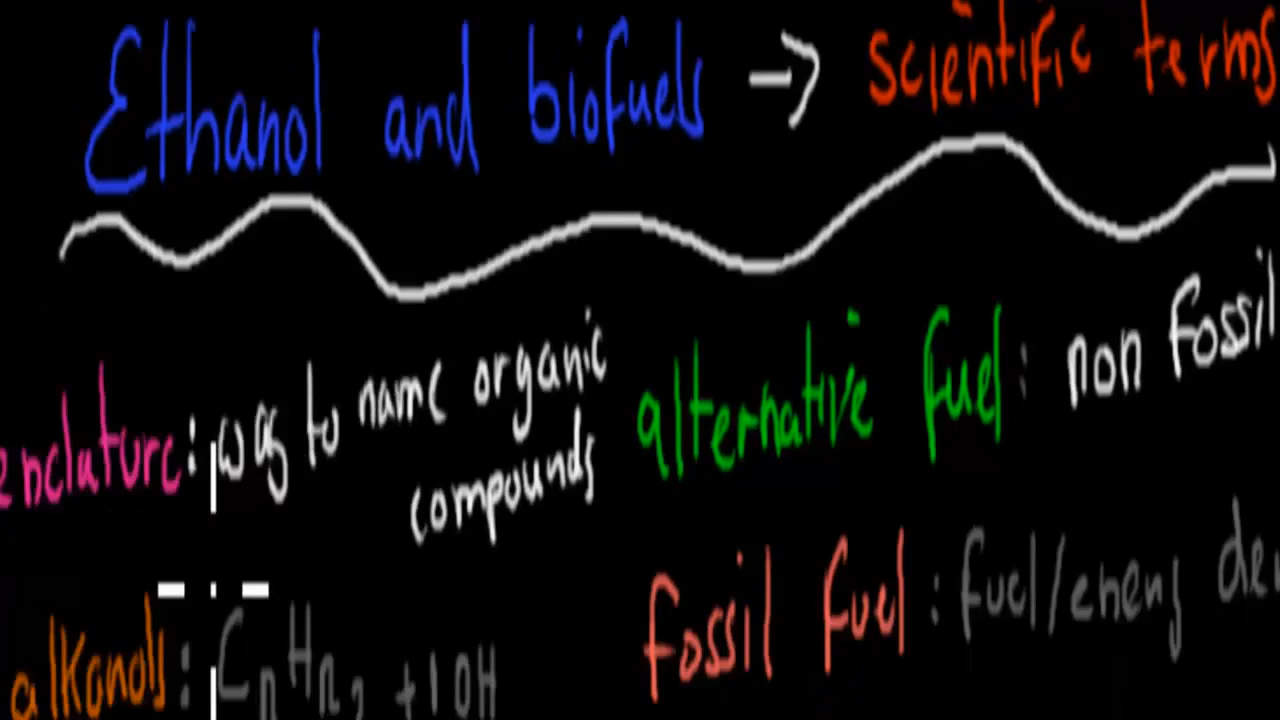 Ethanol and biofuels → scientific terms
enclature: way to name organic
compounds
alternative fuel: non fossil
fossil fuel: fuel/energy de
alkanols: CnHn2 +1OH